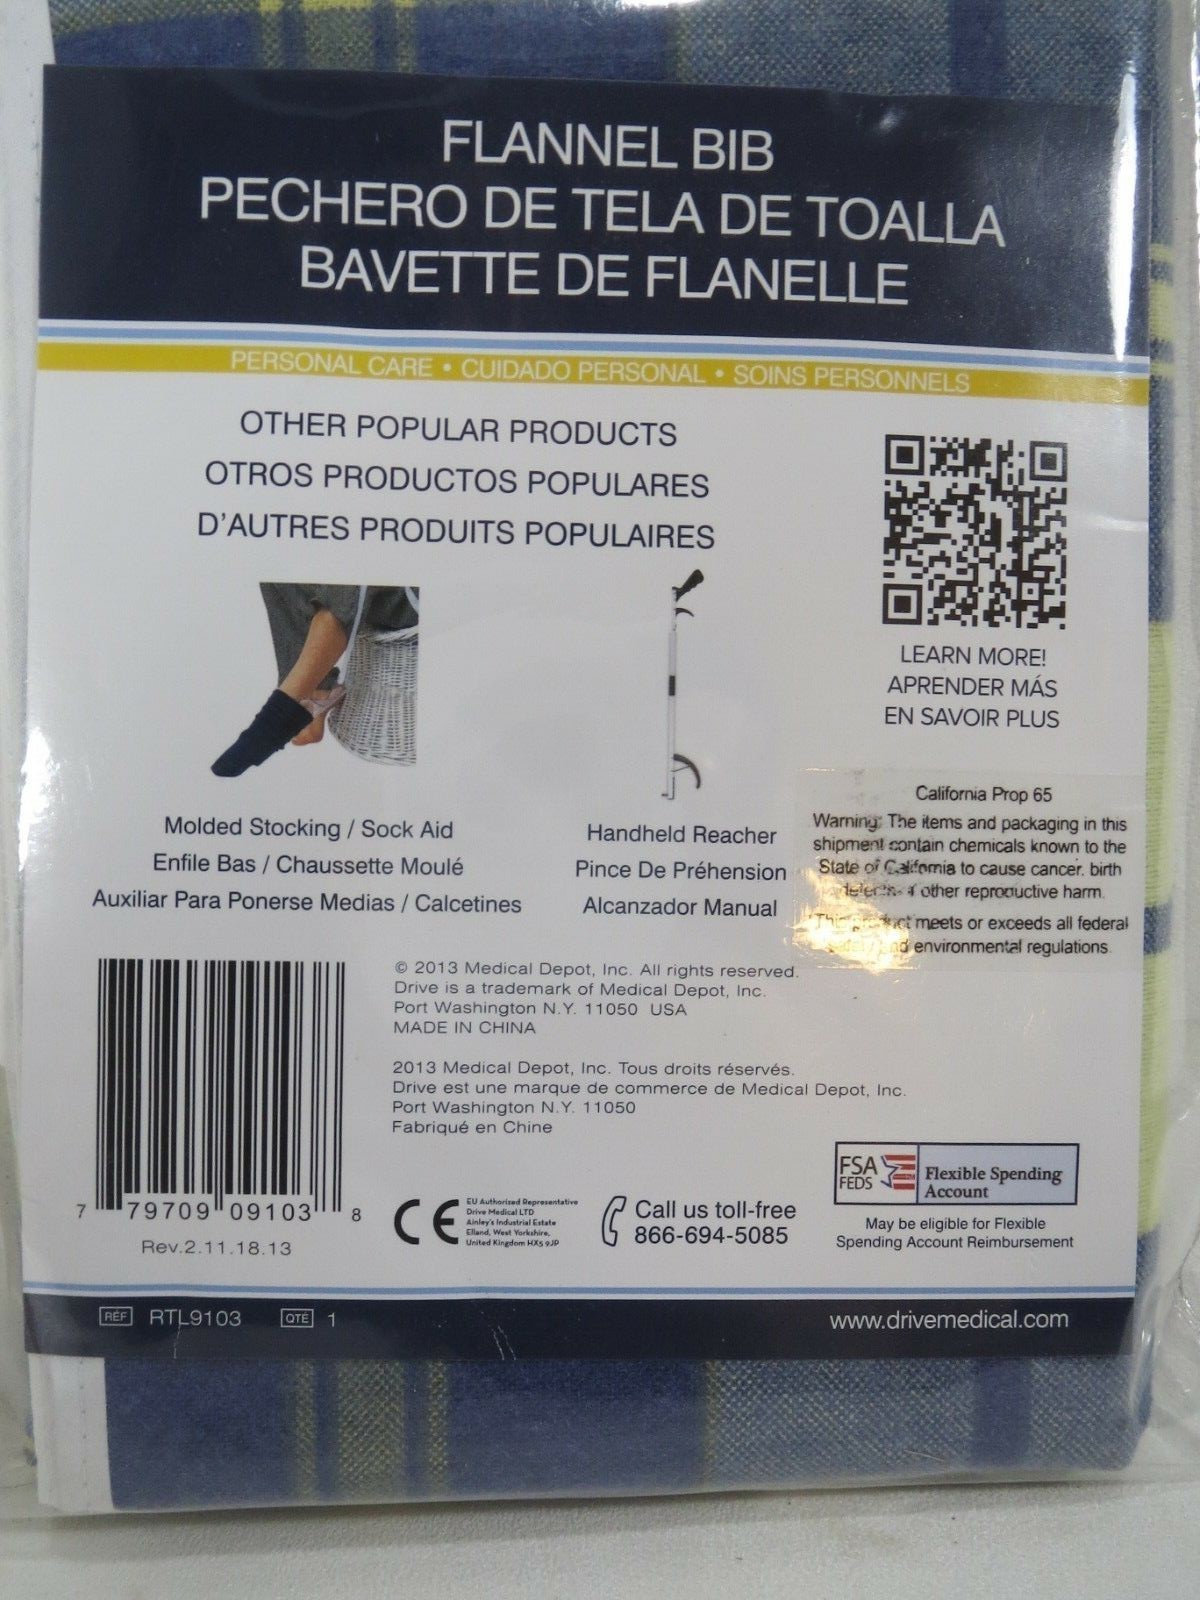 FLANNEL BIB
PECHERO DE TELA DE TOALLA
BAVETTE DE FLANELLE
PERSONAL CARE • CUIDADO PERSONAL • SOINS PERSONNELS
OTHER POPULAR PRODUCTS
OTROS PRODUCTOS POPULARES
D'AUTRES PRODUITS POPULAIRES
LEARN MORE!
APRENDER MÁS
EN SAVOIR PLUS
Molded Stocking / Sock Aid
Enfile Bas / Chaussette Moulé
Auxiliar Para Ponerse Medias / Calcetines
Handheld Reacher
Pince De Préhension
Alcanzador Manual
California Prop 65
Warning: The items and packaging in this
shipment contain chemicals known to the
State of California to cause cancer. birth
other reproductive harm.
This product meets or exceeds all federal
safety and environmental regulations.
© 2013 Medical Depot, Inc. All rights reserved.
Drive is a trademark of Medical Depot, Inc.
Port Washington N.Y. 11050 USA
MADE IN CHINA
2013 Medical Depot, Inc. Tous droits réservés.
Drive est une marque de commerce de Medical Depot, Inc.
Port Washington N.Y. 11050
Fabriqué en Chine
7 79709 09103 8
Rev.2.11.18.13
CE
EU Authorized Representative
Drive Medical LTD
Ainley's Industrial Estate
Elland, West Yorkshire,
United Kingdom HX5 9JP
Call us toll-free
866-694-5085
FSA
FEDS
Flexible Spending
Account
May be eligible for Flexible
Spending Account Reimbursement
RÉF RTL9103 QTÉ 1
www.drivemedical.com